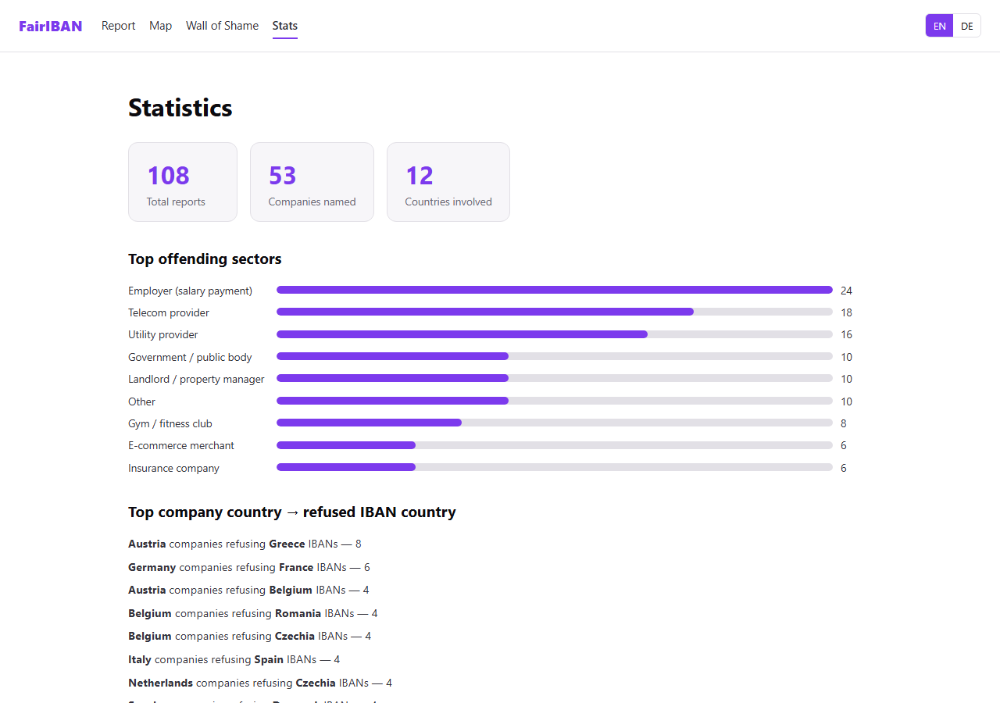 FairIBAN Report Map Wall of Shame Stats EN DE
Statistics
108 53 12
Total reports Companies named Countries involved
Top offending sectors
Employer (salary payment) 24
Telecom provider 18
Utility provider 16
Government / public body 10
Landlord / property manager 10
Other 10
Gym / fitness club 8
E-commerce merchant 6
Insurance company 6
Top company country → refused IBAN country
Austria companies refusing Greece IBANs — 8
Germany companies refusing France IBANs — 6
Austria companies refusing Belgium IBANs — 4
Belgium companies refusing Romania IBANs — 4
Belgium companies refusing Czechia IBANs — 4
Italy companies refusing Spain IBANs — 4
Netherlands companies refusing Czechia IBANs — 4